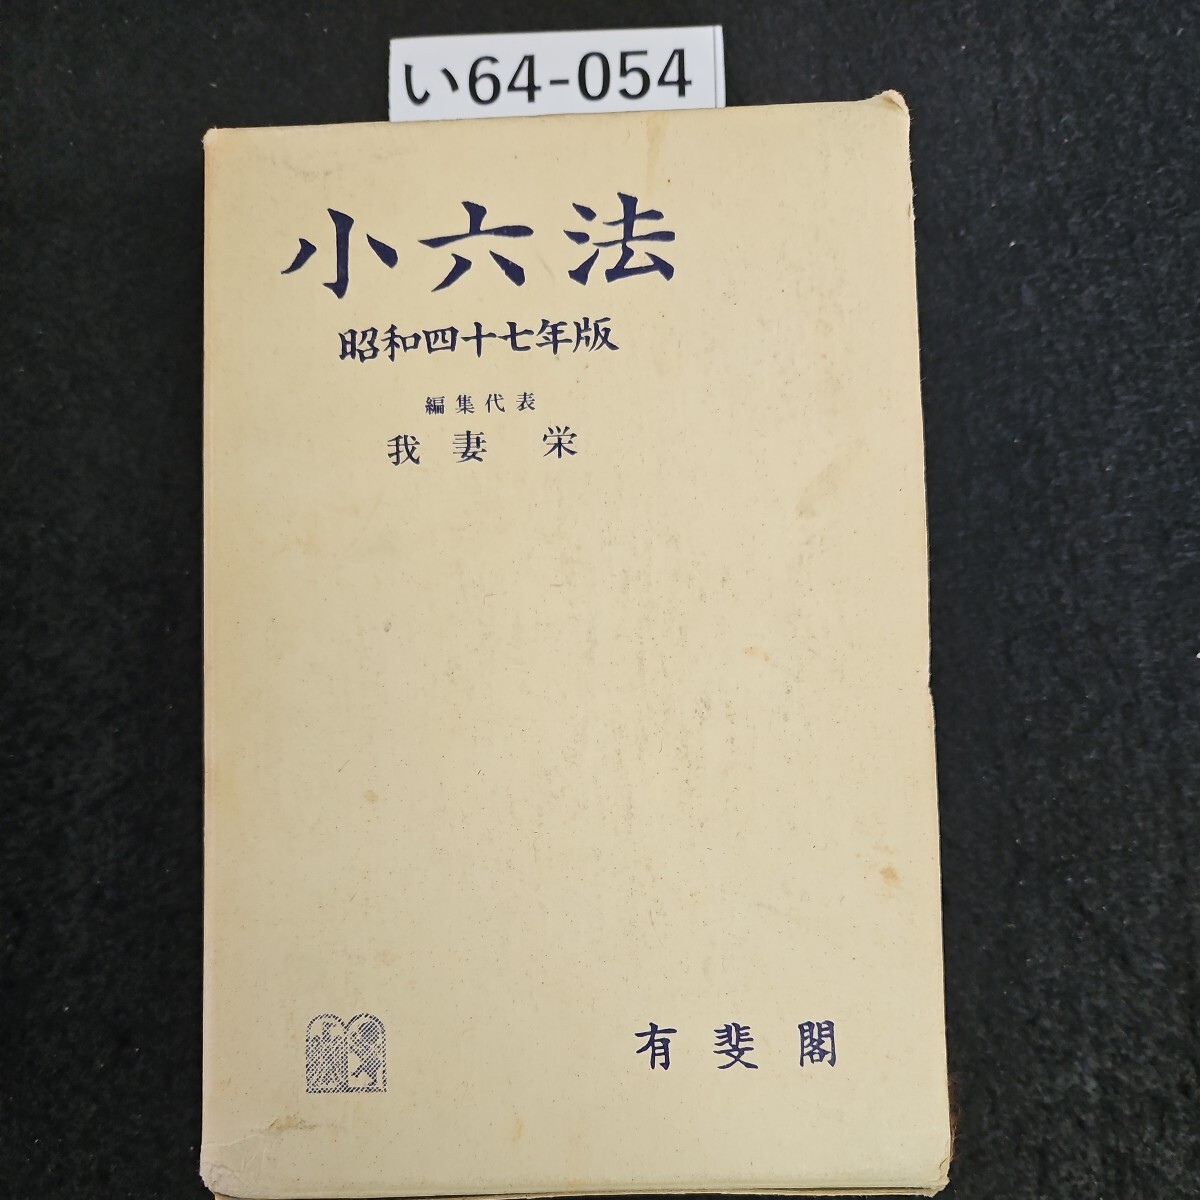 い64-054
小六法
昭和四十七年版
編集代表
我妻 栄
有斐閣